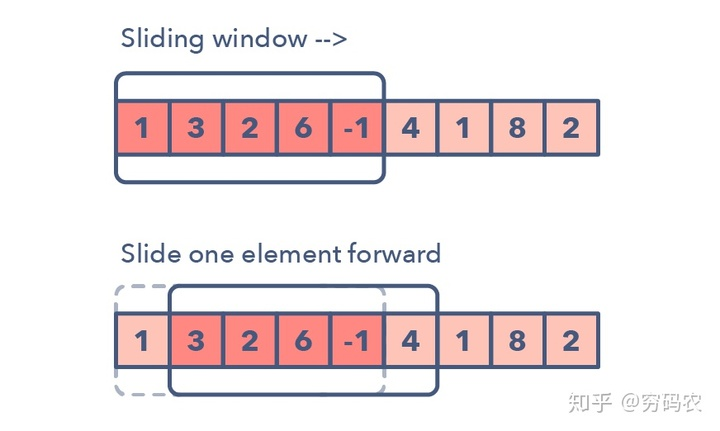 Sliding window -->
1 3 2 6 -1 4 1 8 2
Slide one element forward
1 3 2 6 -1 4 1 8 2
知乎 @穷码农